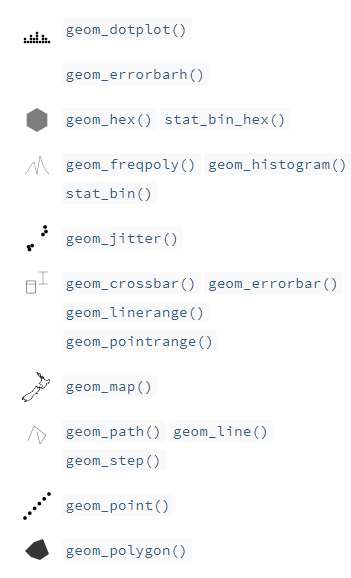 geom_dotplot()
geom_errorbarh()
geom_hex() stat_bin_hex()
geom_freqpoly() geom_histogram()
stat_bin()
geom_jitter()
geom_crossbar() geom_errorbar()
geom_linerange()
geom_pointrange()
geom_map()
geom_path() geom_line()
geom_step()
geom_point()
geom_polygon()